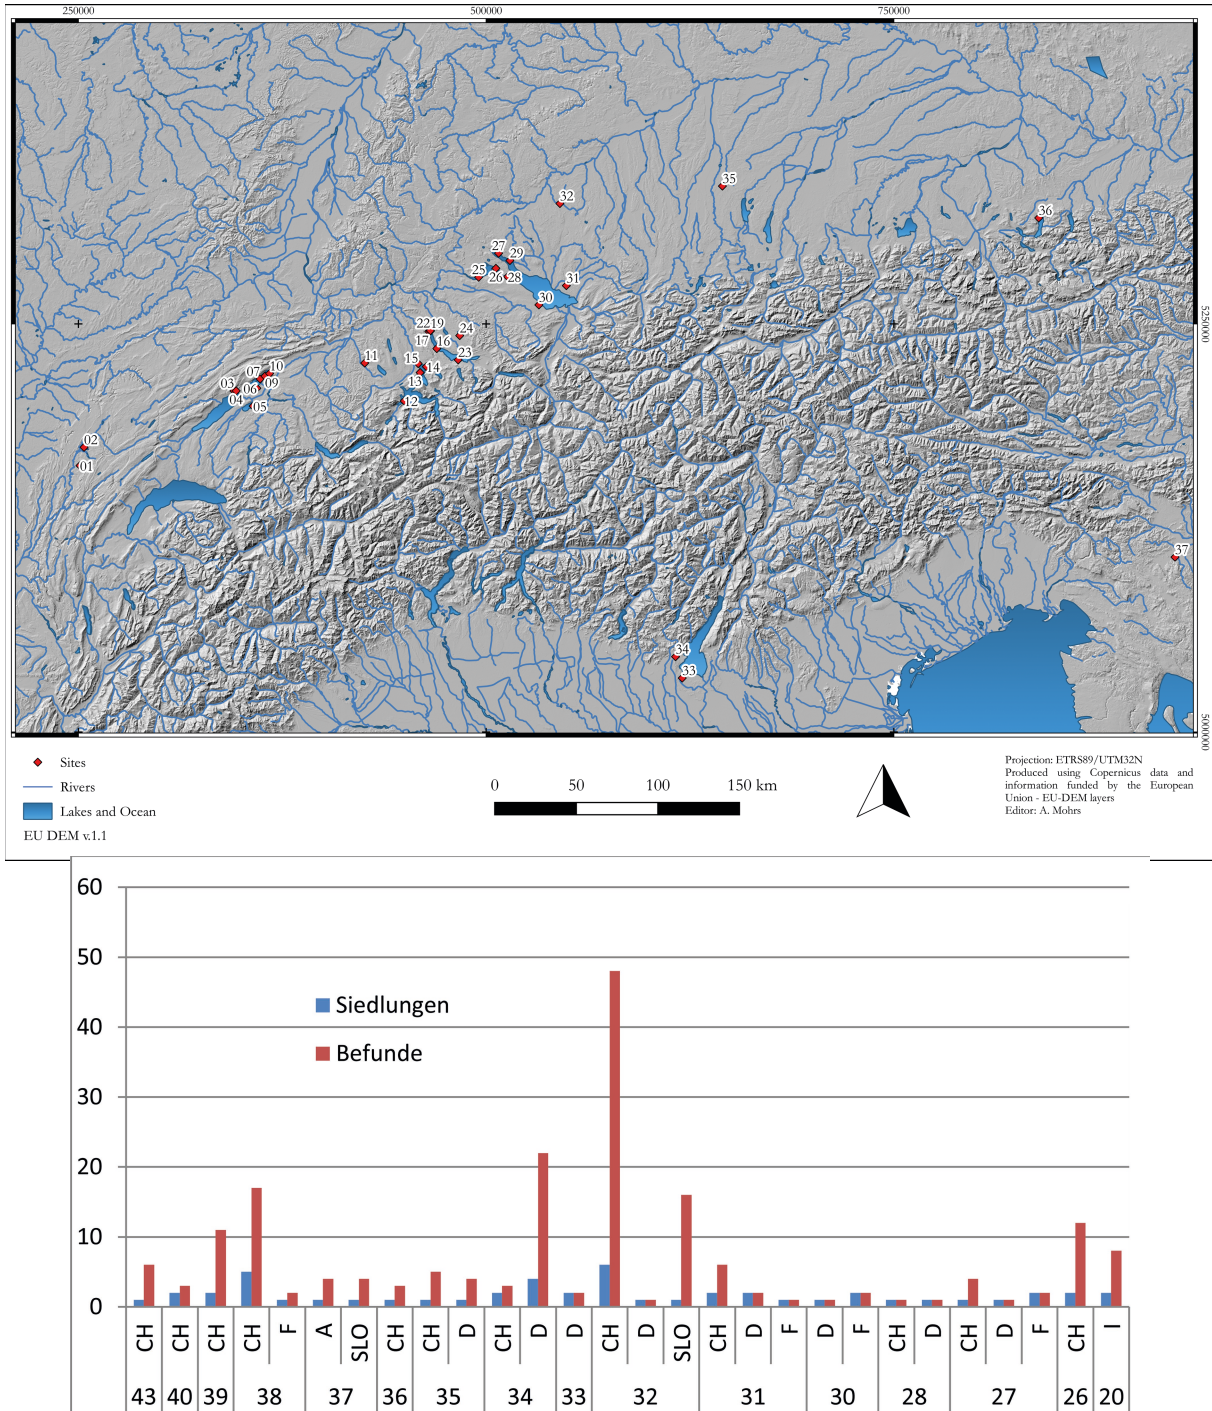 250000 500000 750000
35
32
36
27
29
25
26 28
31
30
5250000
2219
24
17 16
11
15
23
14
07 10
13
03 06 09
04
05
12
02
01
37
34
33
5000000
Sites
Rivers
Lakes and Ocean
EU DEM v.1.1
0 50 100 150 km
Projection: ETRS89/UTM32N
Produced using Copernicus data and
information funded by the European
Union - EU-DEM layers
Editor: A. Mohrs
60
50
40
30
20
10
0
Siedlungen
Befunde
CH CH CH CH F A SLO CH CH D CH D D CH D SLO CH D F D F CH D CH D F CH I
43 40 39 38 37 36 35 34 33 32 31 30 28 27 26 20